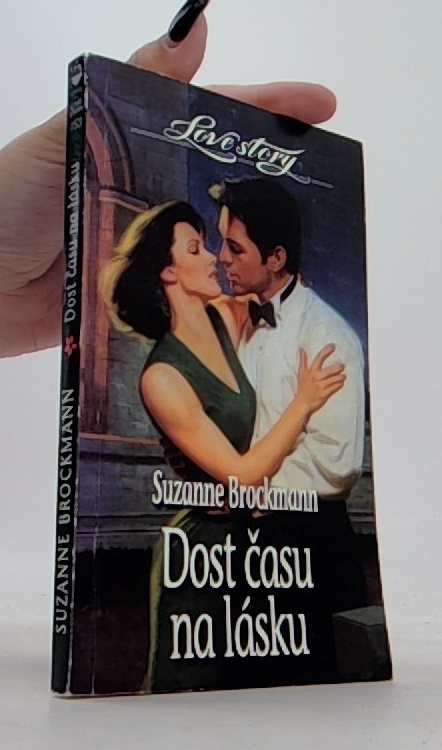 Love story
Suzanne Brockmann
Dost času
na lásku
SUZANNE BROCKMANN Dost času na lásku